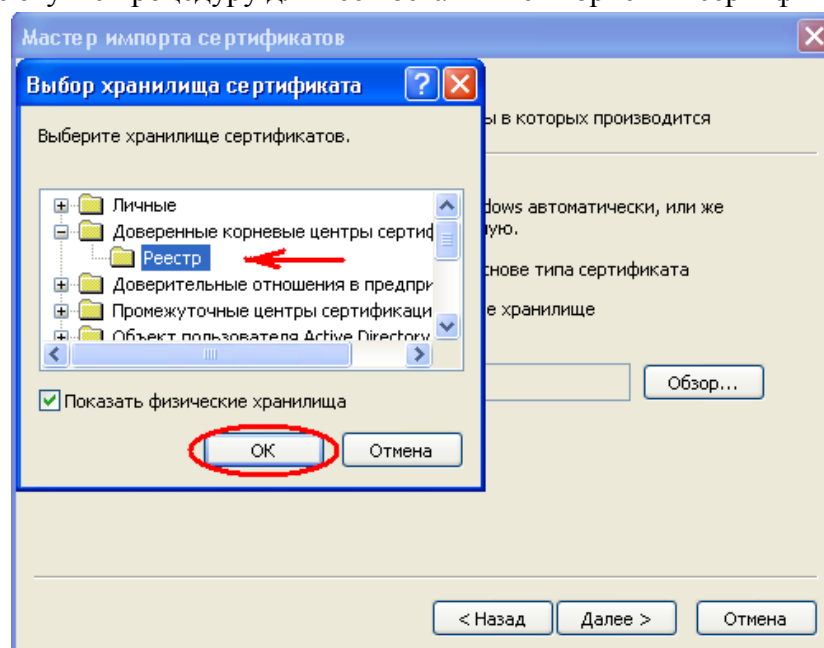 Мастер импорта сертификатов
Выбор хранилища сертификата
Выберите хранилище сертификатов.
ы в которых производится
Личные
Доверенные корневые центры сертиф
Реестр
Доверительные отношения в предпри
Промежуточные центры сертификаци
Объект пользователя Active Directory
dows автоматически, или же
ую.
снове типа сертификата
е хранилище
Обзор...
Показать физические хранилища
ОК
Отмена
< Назад
Далее >
Отмена